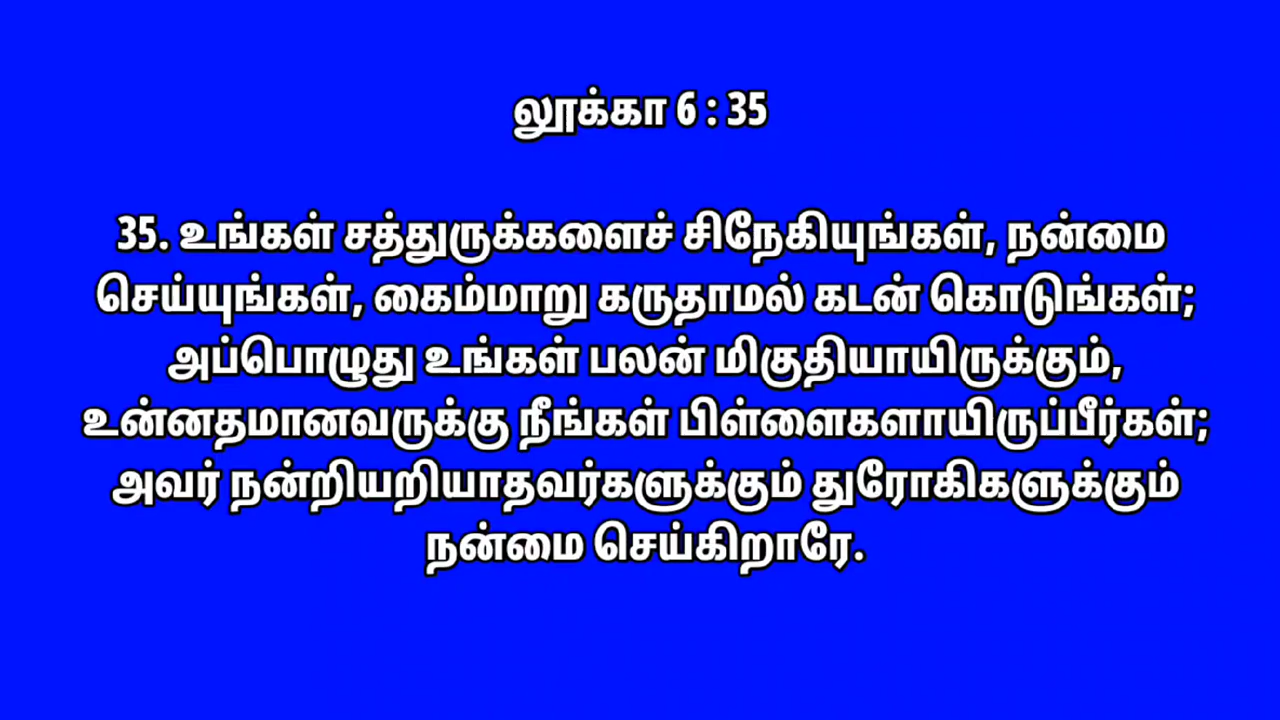 லூக்கா 6 : 35
35. உங்கள் சத்துருக்களைச் சிநேகியுங்கள், நன்மை
செய்யுங்கள், கைம்மாறு கருதாமல் கடன் கொடுங்கள்;
அப்பொழுது உங்கள் பலன் மிகுதியாயிருக்கும்,
உன்னதமானவருக்கு நீங்கள் பிள்ளைகளாயிருப்பீர்கள்;
அவர் நன்றியறியாதவர்களுக்கும் துரோகிகளுக்கும்
நன்மை செய்கிறாரே.